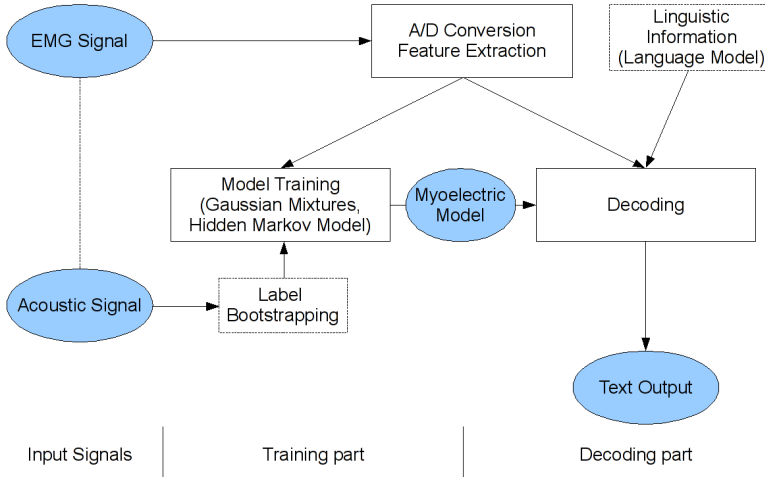 EMG Signal
A/D Conversion
Feature Extraction
Linguistic
Information
(Language Model)
Model Training
(Gaussian Mixtures,
Hidden Markov Model)
Myoelectric
Model
Decoding
Acoustic Signal
Label
Bootstrapping
Text Output
Input Signals
Training part
Decoding part